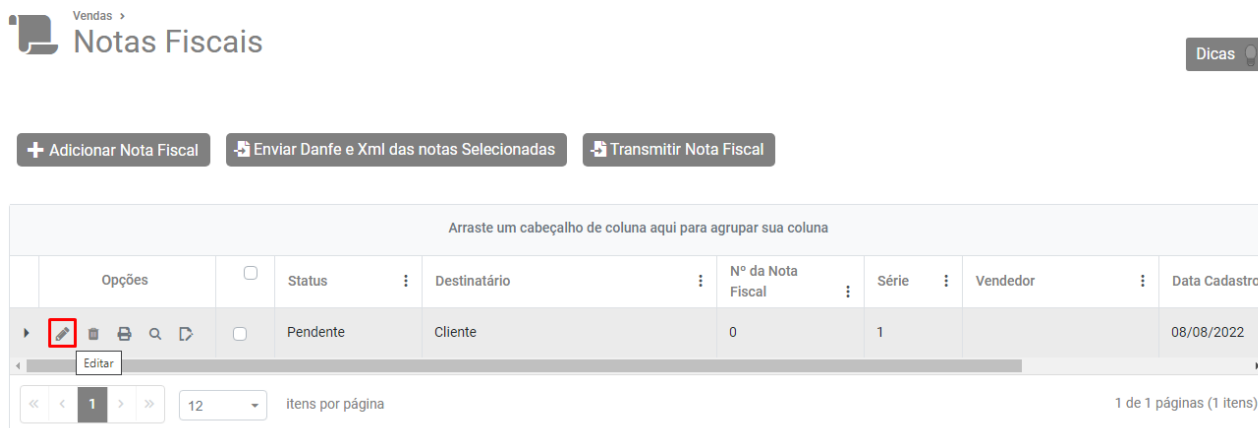 Vendas ›
Notas Fiscais
Dicas
+ Adicionar Nota Fiscal Enviar Danfe e Xml das notas Selecionadas Transmitir Nota Fiscal
Arraste um cabeçalho de coluna aqui para agrupar sua coluna
Opções Status Destinatário Nº da Nota Fiscal Série Vendedor Data Cadastro
Pendente Cliente 0 1 08/08/2022
Editar
« ‹ 1 › » 12 itens por página 1 de 1 páginas (1 itens)